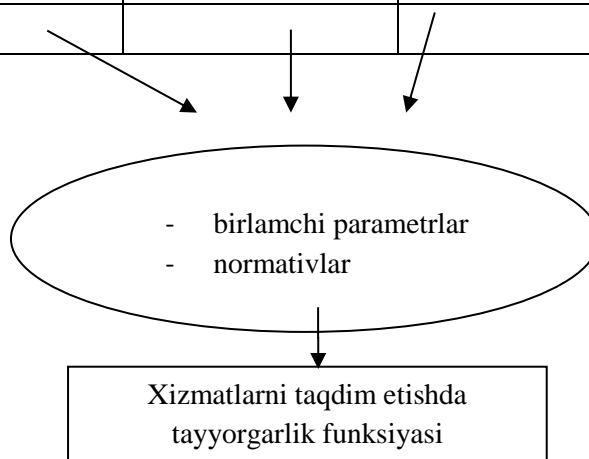 - birlamchi parametrlar
- normativlar
Xizmatlarni taqdim etishda
tayyorgarlik funksiyasi